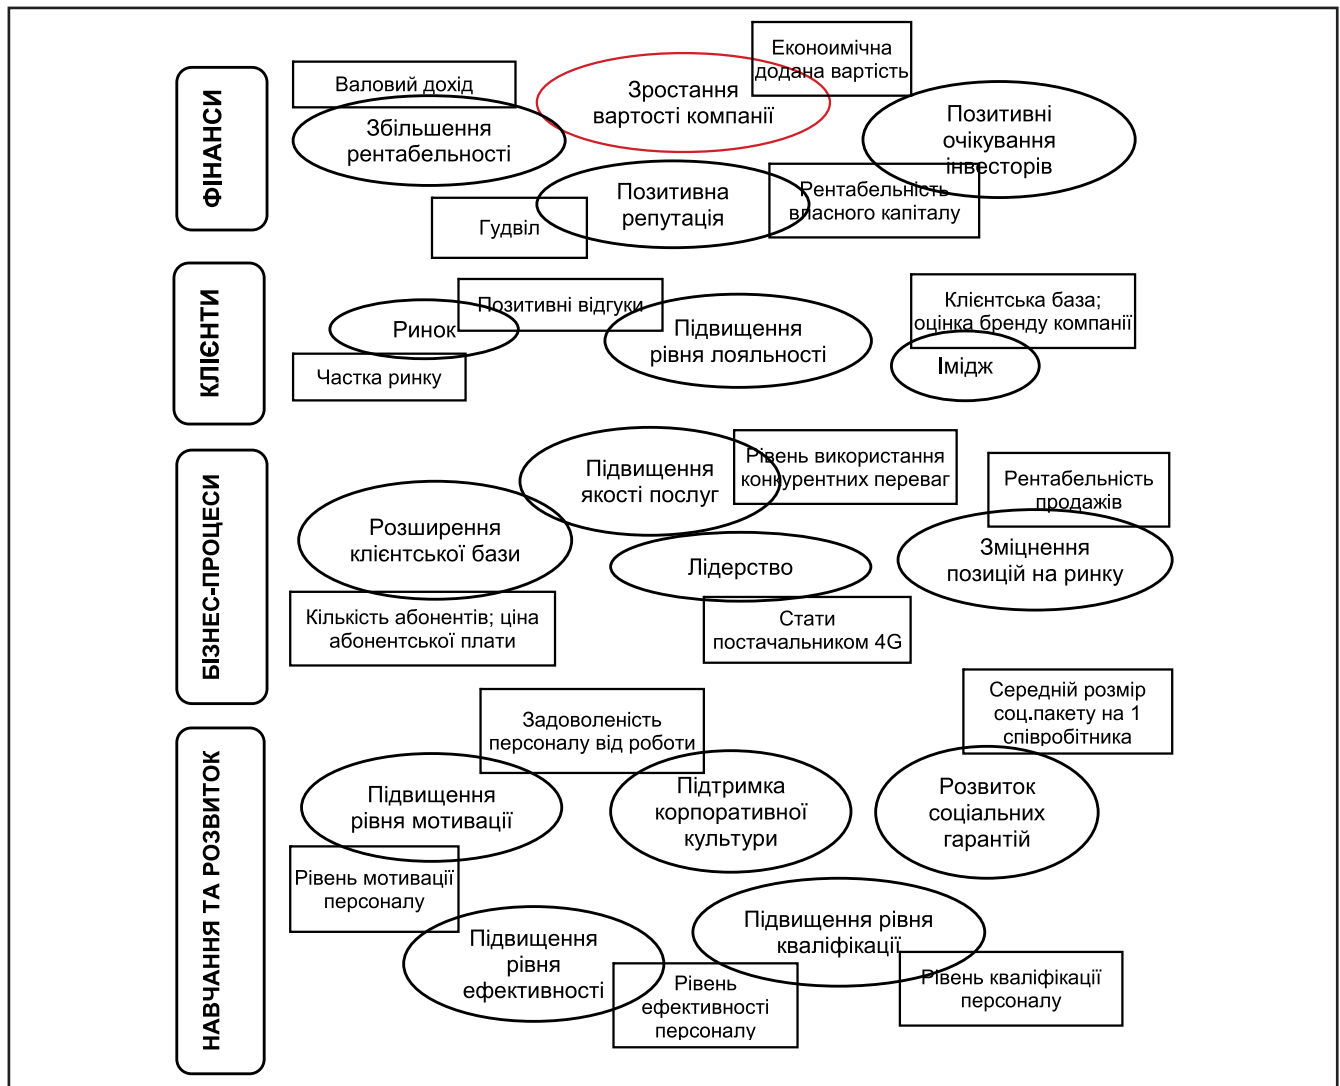 ФІНАНСИ
Валовий дохід
Збільшення
рентабельності
Зростання
вартості компанії
Еконоимічна
додана вартість
Позитивні
очікування
інвесторів
Гудвіл
Позитивна
репутація
Рентабельність
власного капіталу
КЛІЄНТИ
Ринок
Частка ринку
Позитивні відгуки
Підвищення
рівня лояльності
Клієнтська база;
оцінка бренду компанії
Імідж
БІЗНЕС-ПРОЦЕСИ
Розширення
клієнтської бази
Кількість абонентів; ціна
абонентської плати
Підвищення
якості послуг
Рівень використання
конкурентних переваг
Лідерство
Стати
постачальником 4G
Рентабельність
продажів
Зміцнення
позицій на ринку
НАВЧАННЯ ТА РОЗВИТОК
Задоволеність
персоналу від роботи
Підвищення
рівня мотивації
Рівень мотивації
персоналу
Підтримка
корпоративної
культури
Середній розмір
соц.пакету на 1
співробітника
Розвиток
соціальних
гарантій
Підвищення
рівня
ефективності
Рівень
ефективності
персоналу
Підвищення рівня
кваліфікації
Рівень кваліфікації
персоналу